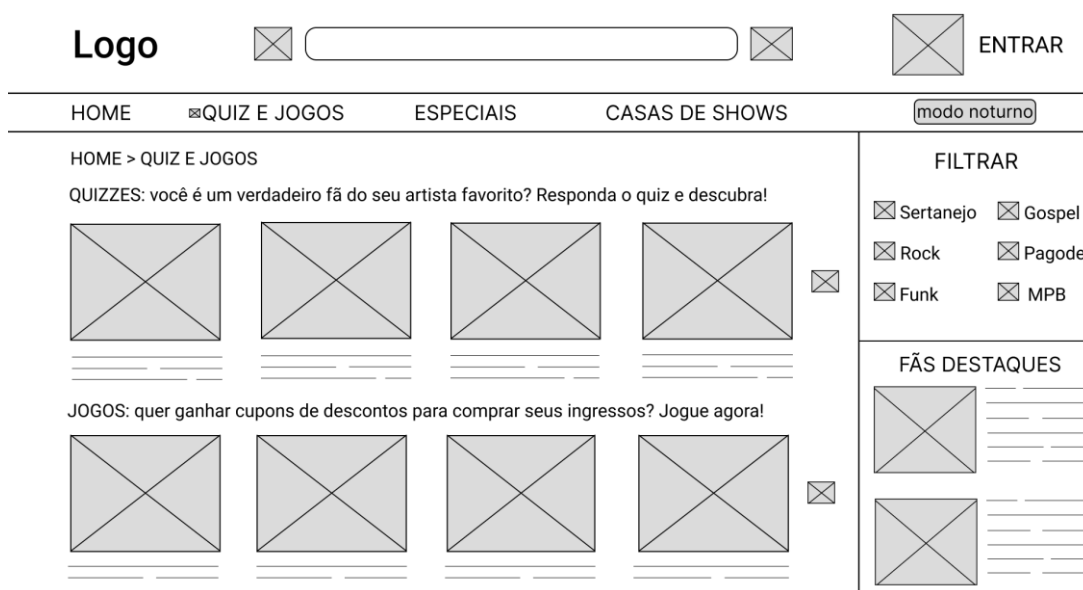 Logo
ENTRAR
HOME
QUIZ E JOGOS
ESPECIAIS
CASAS DE SHOWS
modo noturno
HOME > QUIZ E JOGOS
QUIZZES: você é um verdadeiro fã do seu artista favorito? Responda o quiz e descubra!
JOGOS: quer ganhar cupons de descontos para comprar seus ingressos? Jogue agora!
FILTRAR
Sertanejo
Gospel
Rock
Pagode
Funk
MPB
FÃS DESTAQUES